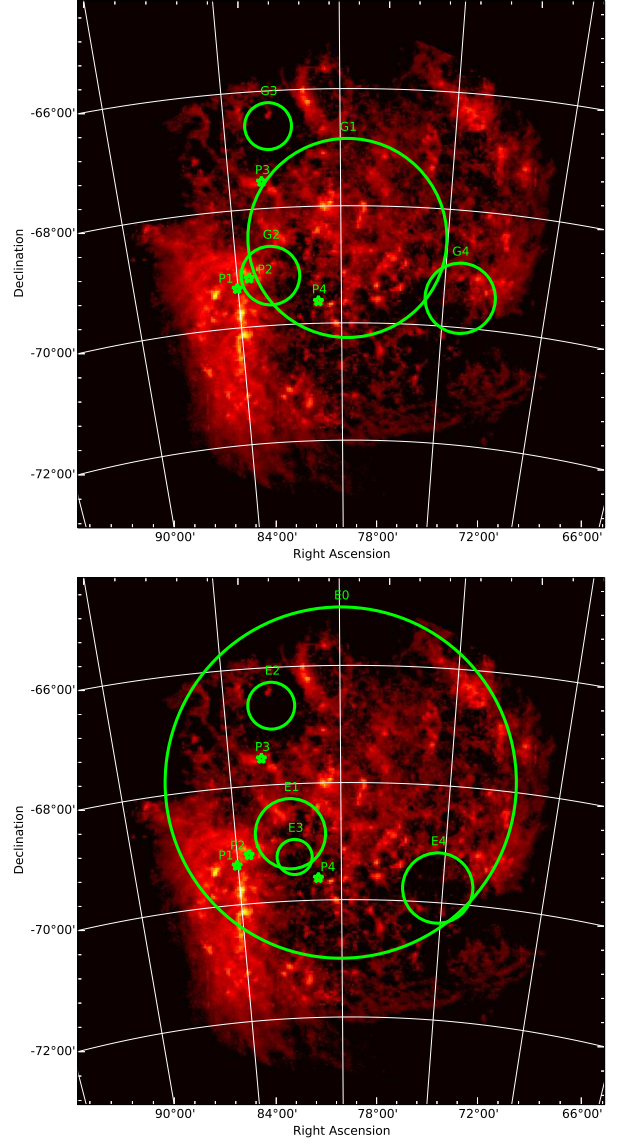 G3
-66°00'
G1
P3
-68°00'
G2
G4
P1
P2
P4
Declination
-70°00'
-72°00'
90°00'
84°00'
78°00'
72°00'
66°00'
Right Ascension
E0
E2
-66°00'
P3
E1
-68°00'
E3
E4
P2
P1
P4
Declination
-70°00'
-72°00'
90°00'
84°00'
78°00'
72°00'
66°00'
Right Ascension